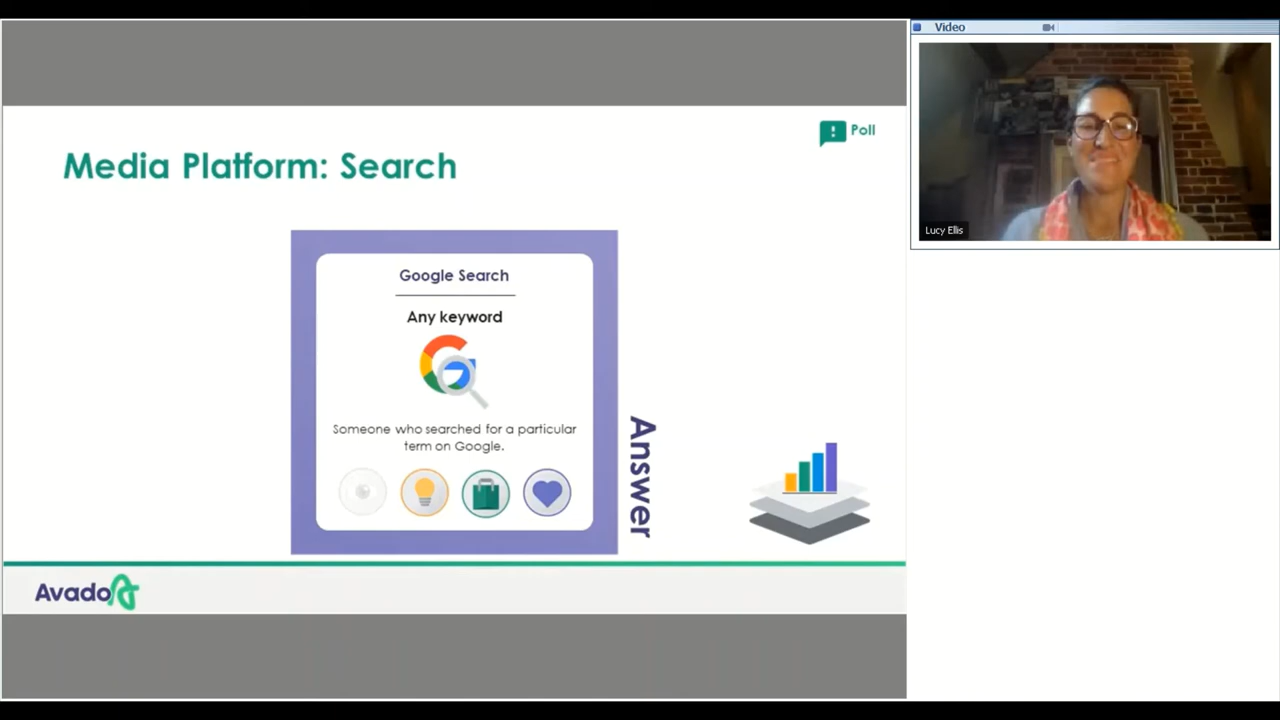 Video
Poll
Media Platform: Search
Google Search
Any keyword
Someone who searched for a particular
term on Google.
Answer
Avado
Lucy Ellis